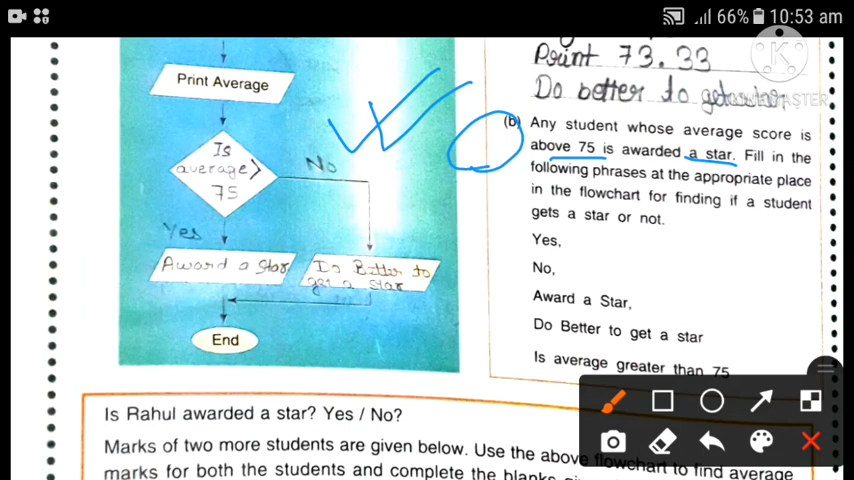 66% 10:53 am
Print Average
Is
average>
75
No
Yes
Award a Star
Do Better to
get a star
End
Print 73.33
Do better to get
(b) Any student whose average score is
above 75 is awarded a star. Fill in the
following phrases at the appropriate place
in the flowchart for finding if a student
gets a star or not.
Yes,
No,
Award a Star,
Do Better to get a star
Is average greater than 75
Is Rahul awarded a star? Yes / No?
Marks of two more students are given below. Use the above flowchart to find average
marks for both the students and complete the blanks